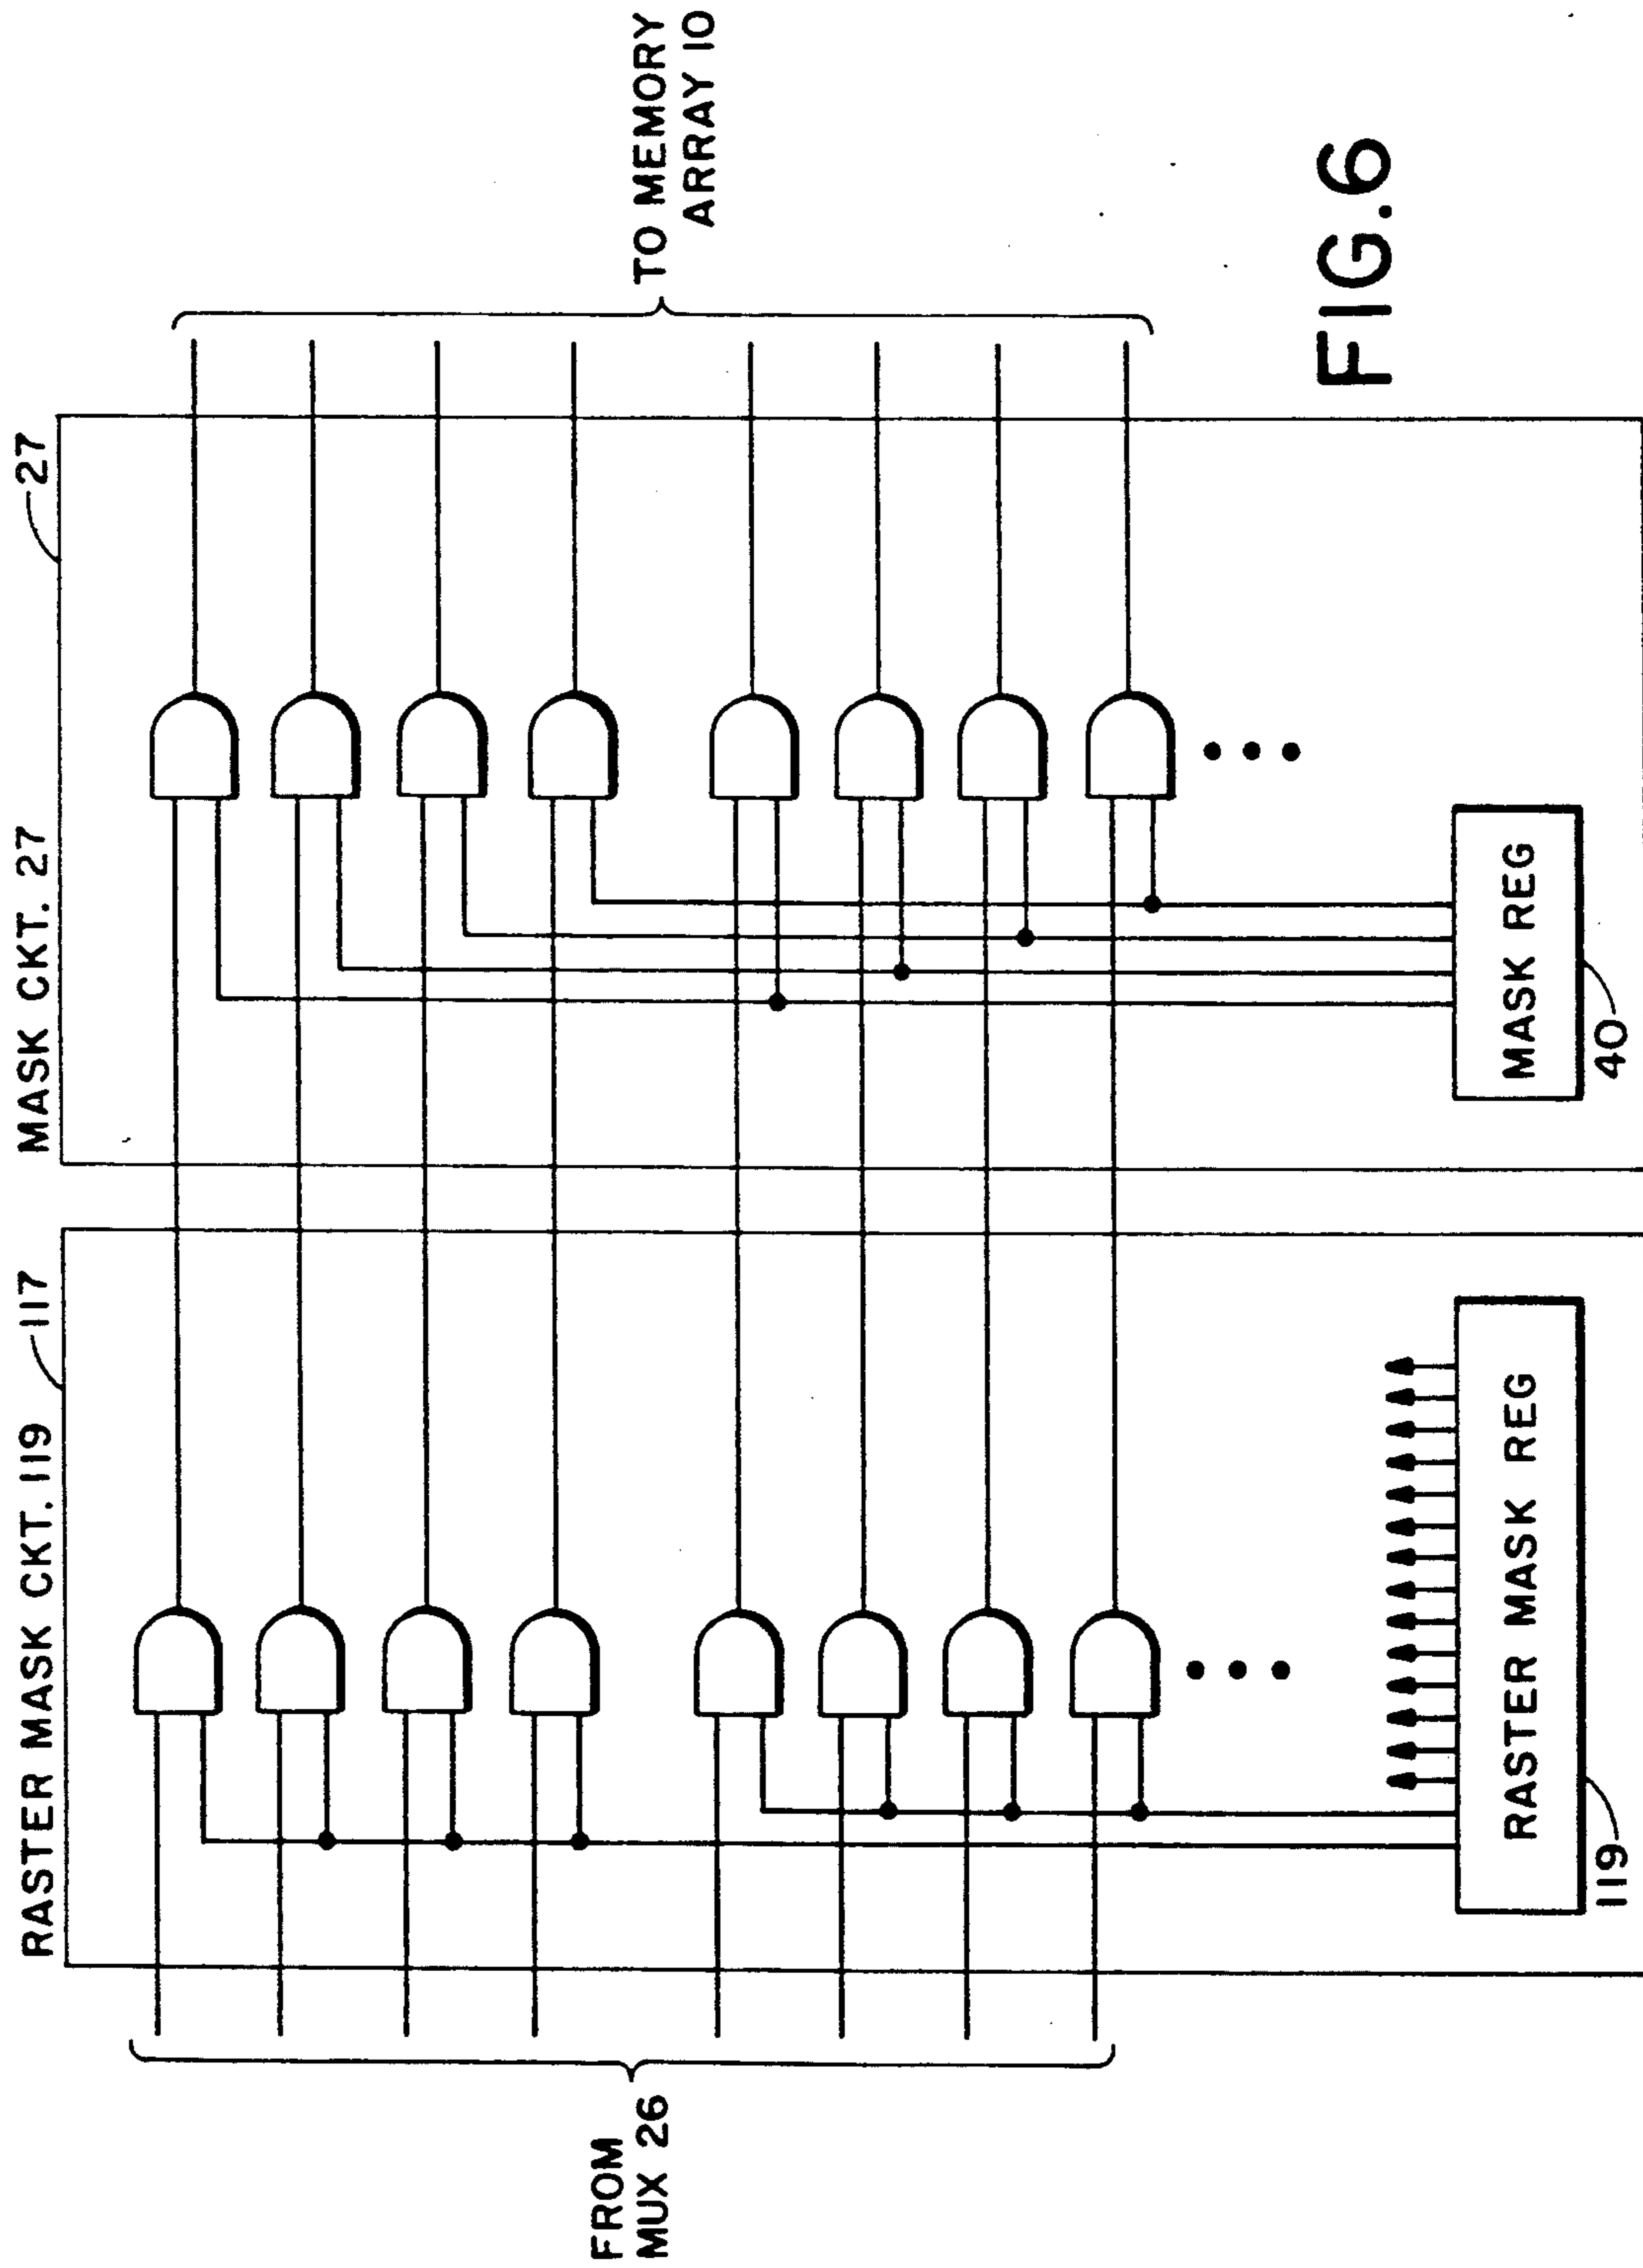 RASTER MASK CKT. 119
117
MASK CKT. 27
27
FROM
MUX 26
TO MEMORY
ARRAY 10
RASTER MASK REG
119
MASK REG
40
FIG.6